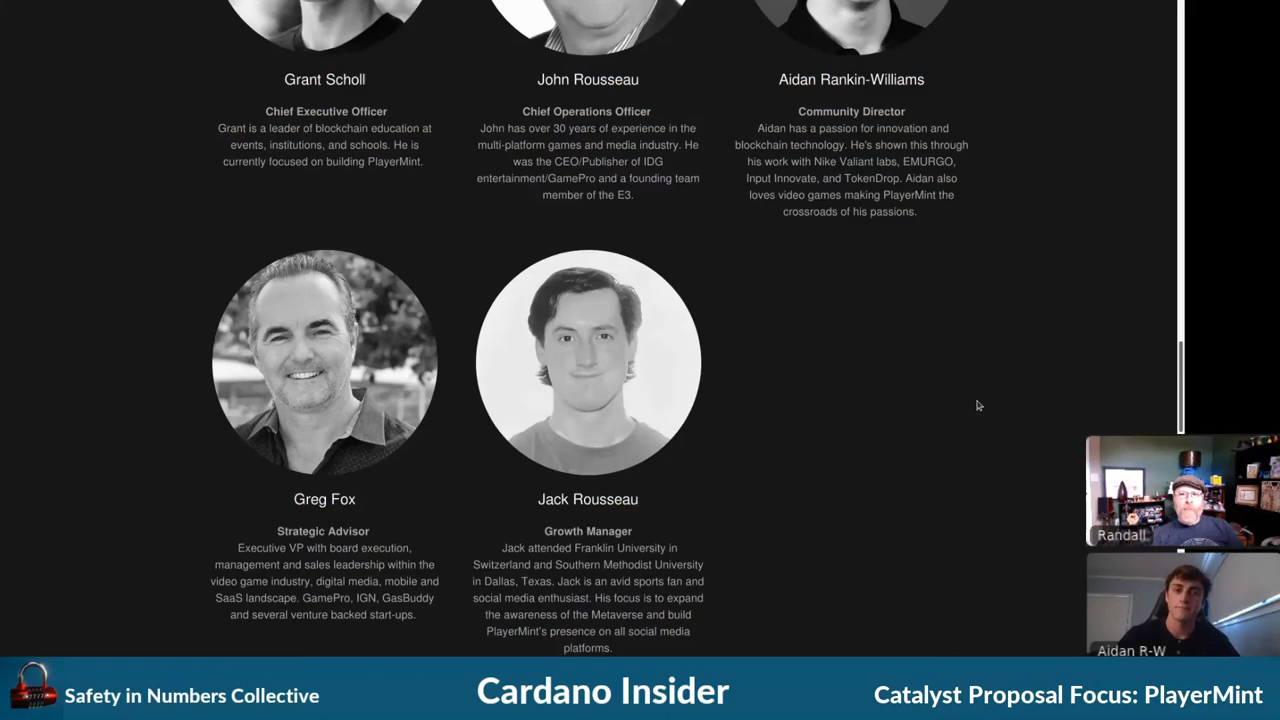 Grant Scholl
Chief Executive Officer
Grant is a leader of blockchain education at
events, institutions, and schools. He is
currently focused on building PlayerMint.
John Rousseau
Chief Operations Officer
John has over 30 years of experience in the
multi-platform games and media industry. He
was the CEO/Publisher of IDG
entertainment/GamePro and a founding team
member of the E3.
Aidan Rankin-Williams
Community Director
Aidan has a passion for innovation and
blockchain technology. He's shown this through
his work with Nike Valiant labs, EMURGO,
Input Innovate, and TokenDrop. Aidan also
loves video games making PlayerMint the
crossroads of his passions.
Greg Fox
Strategic Advisor
Executive VP with board execution,
management and sales leadership within the
video game industry, digital media, mobile and
SaaS landscape. GamePro, IGN, GasBuddy
and several venture backed start-ups.
Jack Rousseau
Growth Manager
Jack attended Franklin University in
Switzerland and Southern Methodist University
in Dallas, Texas. Jack is an avid sports fan and
social media enthusiast. His focus is to expand
the awareness of the Metaverse and build
PlayerMint's presence on all social media
platforms.
Randall
Aidan R-W
Safety in Numbers Collective
Cardano Insider
Catalyst Proposal Focus: PlayerMint